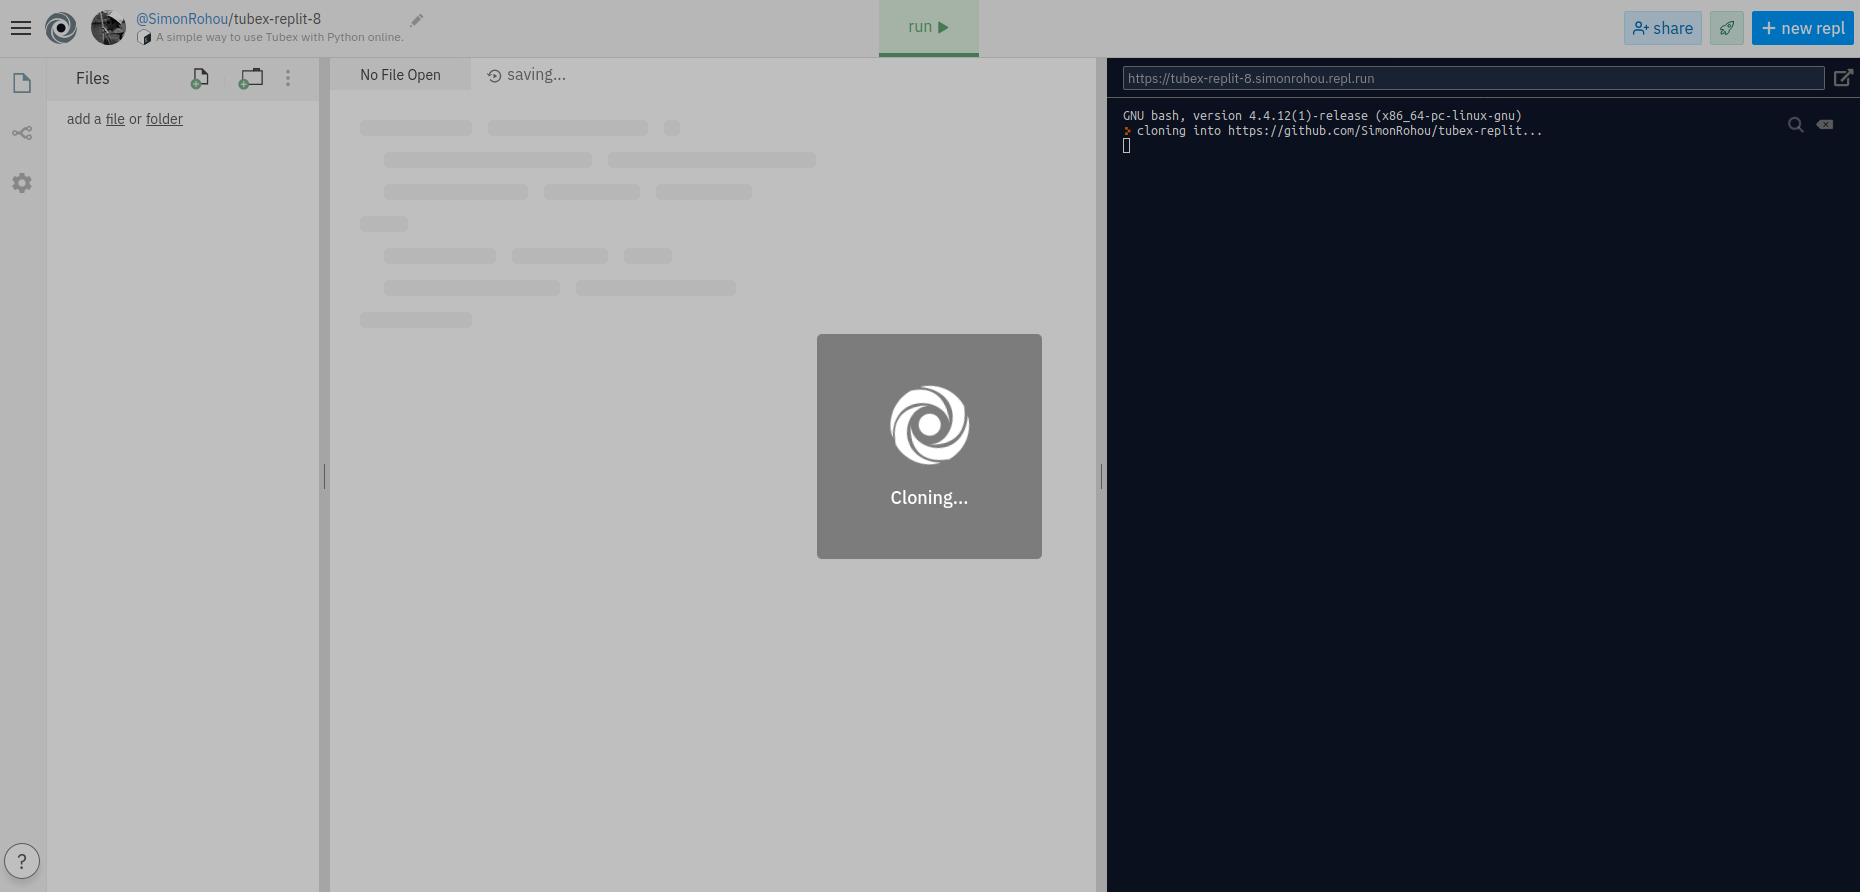 @SimonRohou/tubex-replit-8
A simple way to use Tubex with Python online.
run
share
+ new repl
Files
No File Open
saving...
https://tubex-replit-8.simonrohou.repl.run
add a file or folder
GNU bash, version 4.4.12(1)-release (x86_64-pc-linux-gnu)
cloning into https://github.com/SimonRohou/tubex-replit...
Cloning...
?